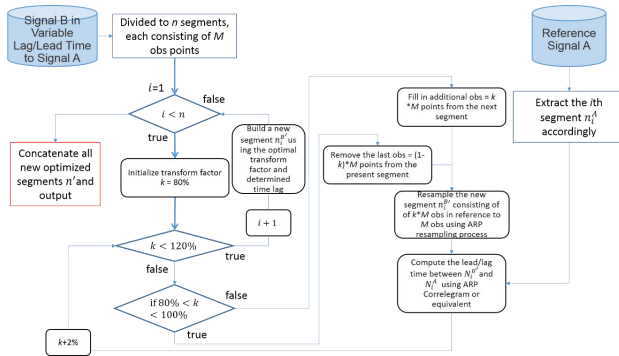 Signal B in
Variable
Lag/Lead Time
to Signal A
Divided to n segments,
each consisting of M
obs points
Reference
Signal A
i=1
i < n
false
true
Concatenate all
new optimized
segments n' and
output
Initialize transform factor
k = 80%
Build a new
segment n_i^{B'} us
ing the optimal
transform
factor and
determined
time lag
i + 1
k < 120%
true
false
if 80% < k
< 100%
false
true
k+2%
Fill in additional obs = k
*M points from the next
segment
Remove the last obs = (1-
k)*M points from the
present segment
Resample the new
segment n_i^{B'} consisting of
of k*M obs in reference to
M obs using ARP
resampling process
Compute the lead/lag
time between N_i^{B'} and
N_i^A using ARP
Correlegram or
equivalent
Extract the ith
segment n_i^A
accordingly